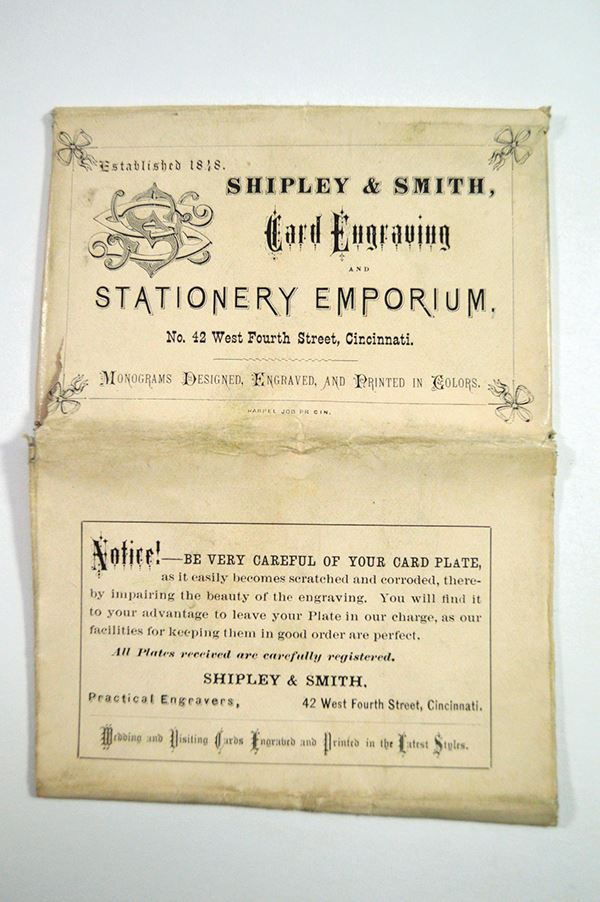 Established 1848.
SHIPLEY & SMITH,
Card Engraving
AND
STATIONERY EMPORIUM,
No. 42 West Fourth Street, Cincinnati.
MONOGRAMS DESIGNED, ENGRAVED, AND PRINTED IN COLORS.
HARPEL JOB PR CIN.
Notice!—BE VERY CAREFUL OF YOUR CARD PLATE,
as it easily becomes scratched and corroded, there-
by impairing the beauty of the engraving. You will find it
to your advantage to leave your Plate in our charge, as our
facilities for keeping them in good order are perfect.
All Plates received are carefully registered.
SHIPLEY & SMITH,
Practical Engravers, 42 West Fourth Street, Cincinnati.
Wedding and Visiting Cards Engraved and Printed in the Latest Styles.